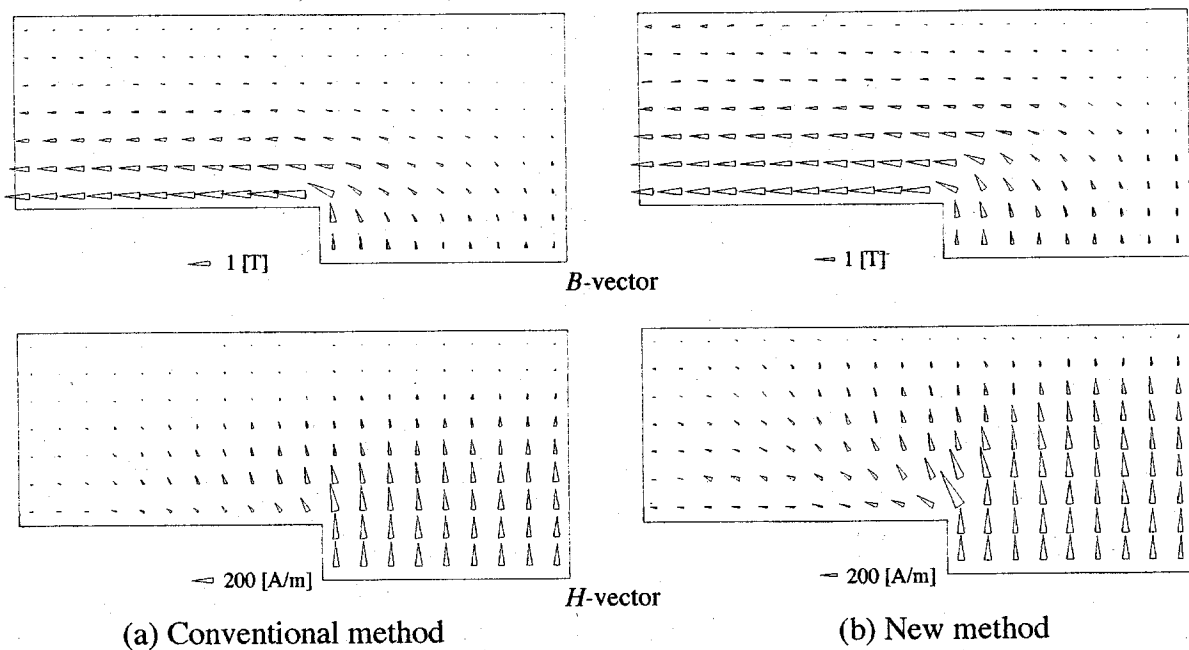 1 [T]
1 [T]
B-vector
200 [A/m]
200 [A/m]
H-vector
(a) Conventional method
(b) New method